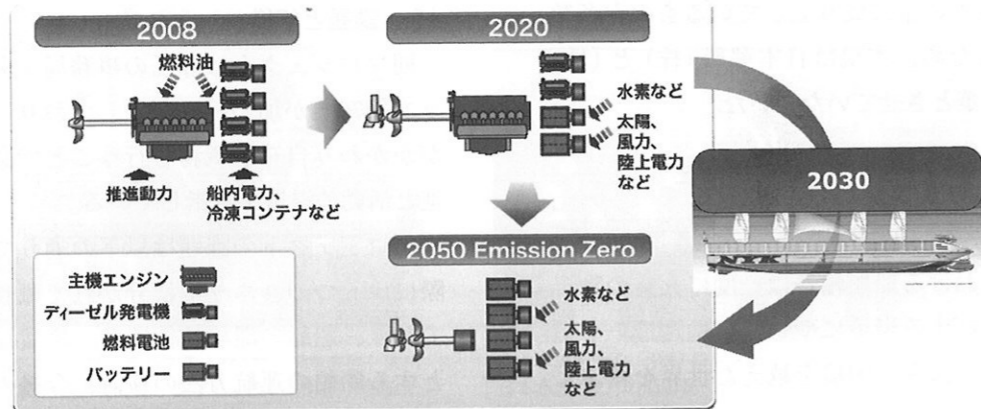 2008
燃料油
推進動力
船内電力、
冷凍コンテナなど
2020
水素など
太陽、
風力、
陸上電力
など
2030
NYK
2050 Emission Zero
水素など
太陽、
風力、
陸上電力
など
主機エンジン
ディーゼル発電機
燃料電池
バッテリー